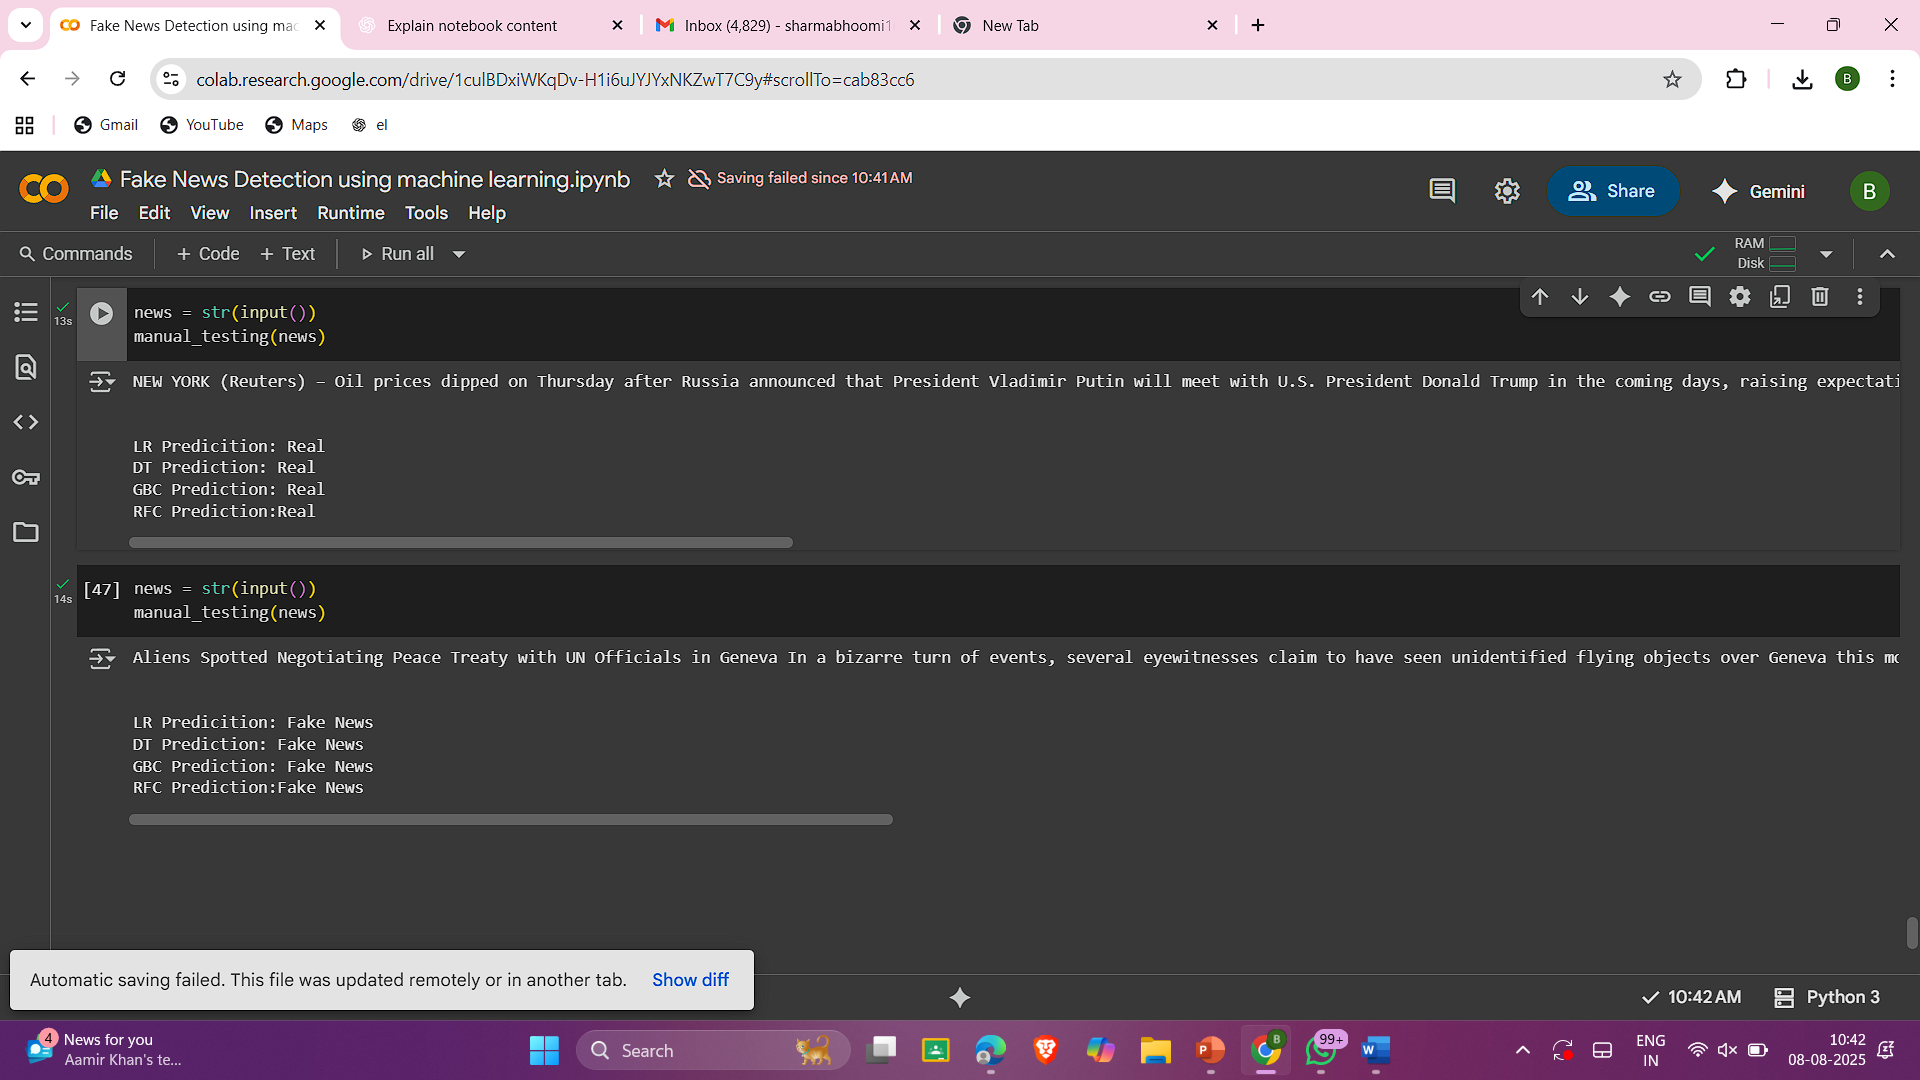 Fake News Detection using mac
Explain notebook content
Inbox (4,829) - sharmabhoomi1
New Tab
colab.research.google.com/drive/1culBDxiWKqDv-H1i6uJYJYxNKZwT7C9y#scrollTo=cab83cc6
B
Gmail YouTube Maps el
Fake News Detection using machine learning.ipynb Saving failed since 10:41 AM
File Edit View Insert Runtime Tools Help
Share Gemini B
Commands + Code + Text Run all
RAM
Disk
13s
news = str(input())
manual_testing(news)
NEW YORK (Reuters) – Oil prices dipped on Thursday after Russia announced that President Vladimir Putin will meet with U.S. President Donald Trump in the coming days, raising expectati
LR Predicition: Real
DT Prediction: Real
GBC Prediction: Real
RFC Prediction:Real
14s
[47] news = str(input())
manual_testing(news)
Aliens Spotted Negotiating Peace Treaty with UN Officials in Geneva In a bizarre turn of events, several eyewitnesses claim to have seen unidentified flying objects over Geneva this mo
LR Predicition: Fake News
DT Prediction: Fake News
GBC Prediction: Fake News
RFC Prediction:Fake News
Automatic saving failed. This file was updated remotely or in another tab. Show diff
10:42 AM Python 3
4
News for you
Aamir Khan's te...
Search
B
99+
ENG
IN
10:42
08-08-2025